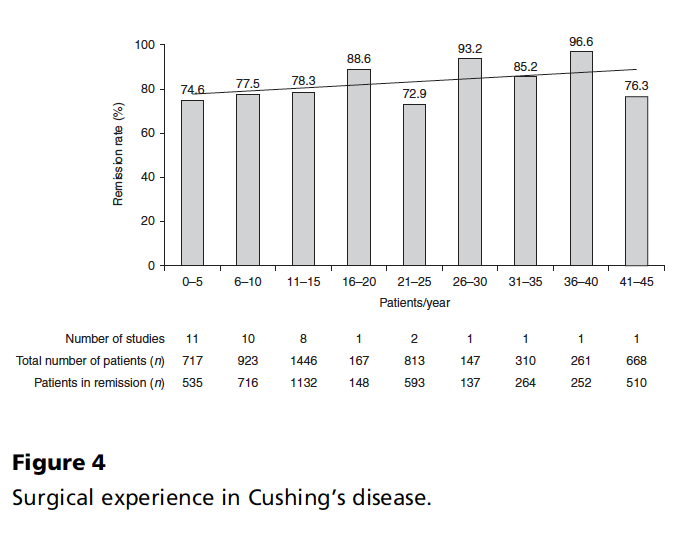 96.6
100
93.2
88.6
85.2
80
74.6 77.5 78.3 72.9 76.3
60
40
20
0
Remission rate (%)
0–5 6–10 11–15 16–20 21–25 26–30 31–35 36–40 41–45
Patients/year
Number of studies 11 10 8 1 2 1 1 1 1
Total number of patients (n) 717 923 1446 167 813 147 310 261 668
Patients in remission (n) 535 716 1132 148 593 137 264 252 510
Figure 4
Surgical experience in Cushing’s disease.